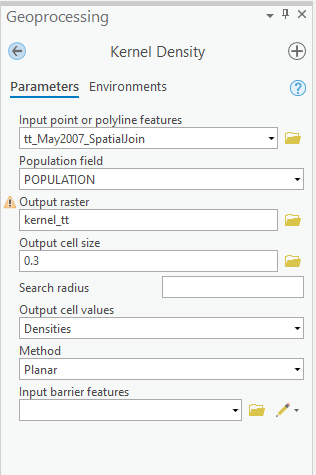 Geoprocessing
Kernel Density
Parameters Environments
Input point or polyline features
tt_May2007_SpatialJoin
Population field
POPULATION
Output raster
kernel_tt
Output cell size
0.3
Search radius
Output cell values
Densities
Method
Planar
Input barrier features